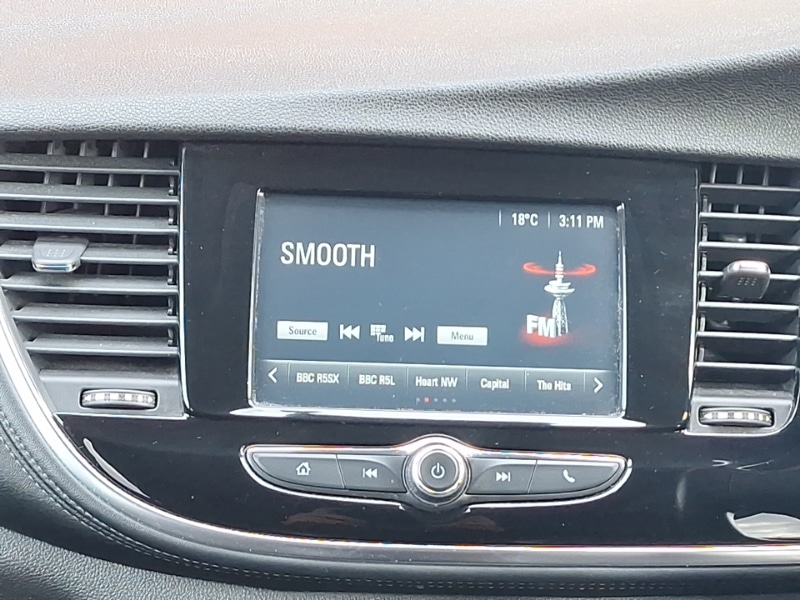 18°C 3:11 PM
SMOOTH
FM
Source Tune Menu
BBC R5SX BBC R5L Heart NW Capital The Hits